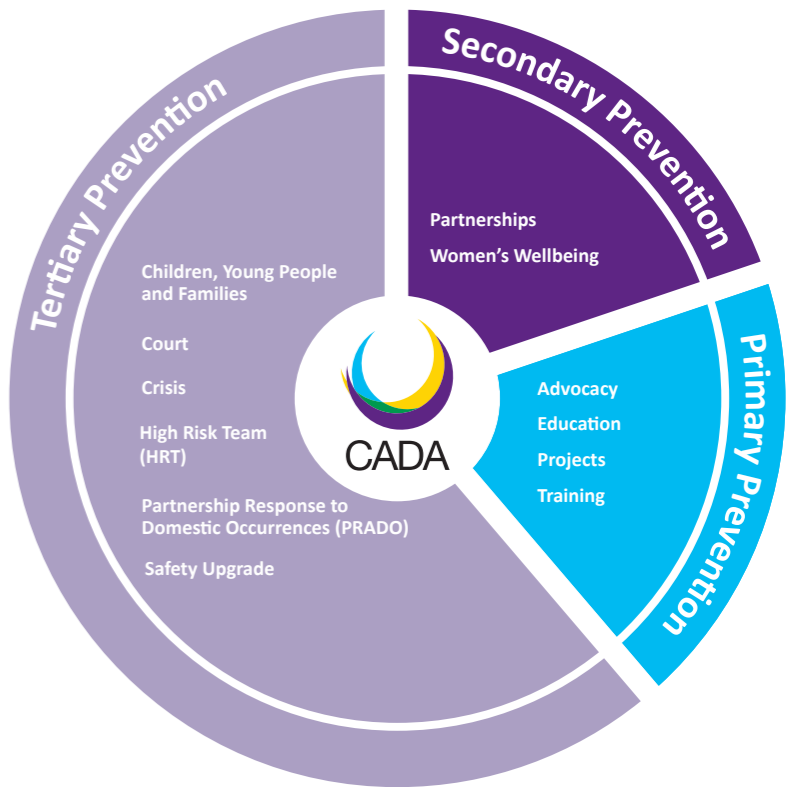 Tertiary Prevention
Children, Young People
and Families
Court
Crisis
High Risk Team
(HRT)
Partnership Response to
Domestic Occurrences (PRADO)
Safety Upgrade
Secondary Prevention
Partnerships
Women’s Wellbeing
Primary Prevention
Advocacy
Education
Projects
Training
CADA